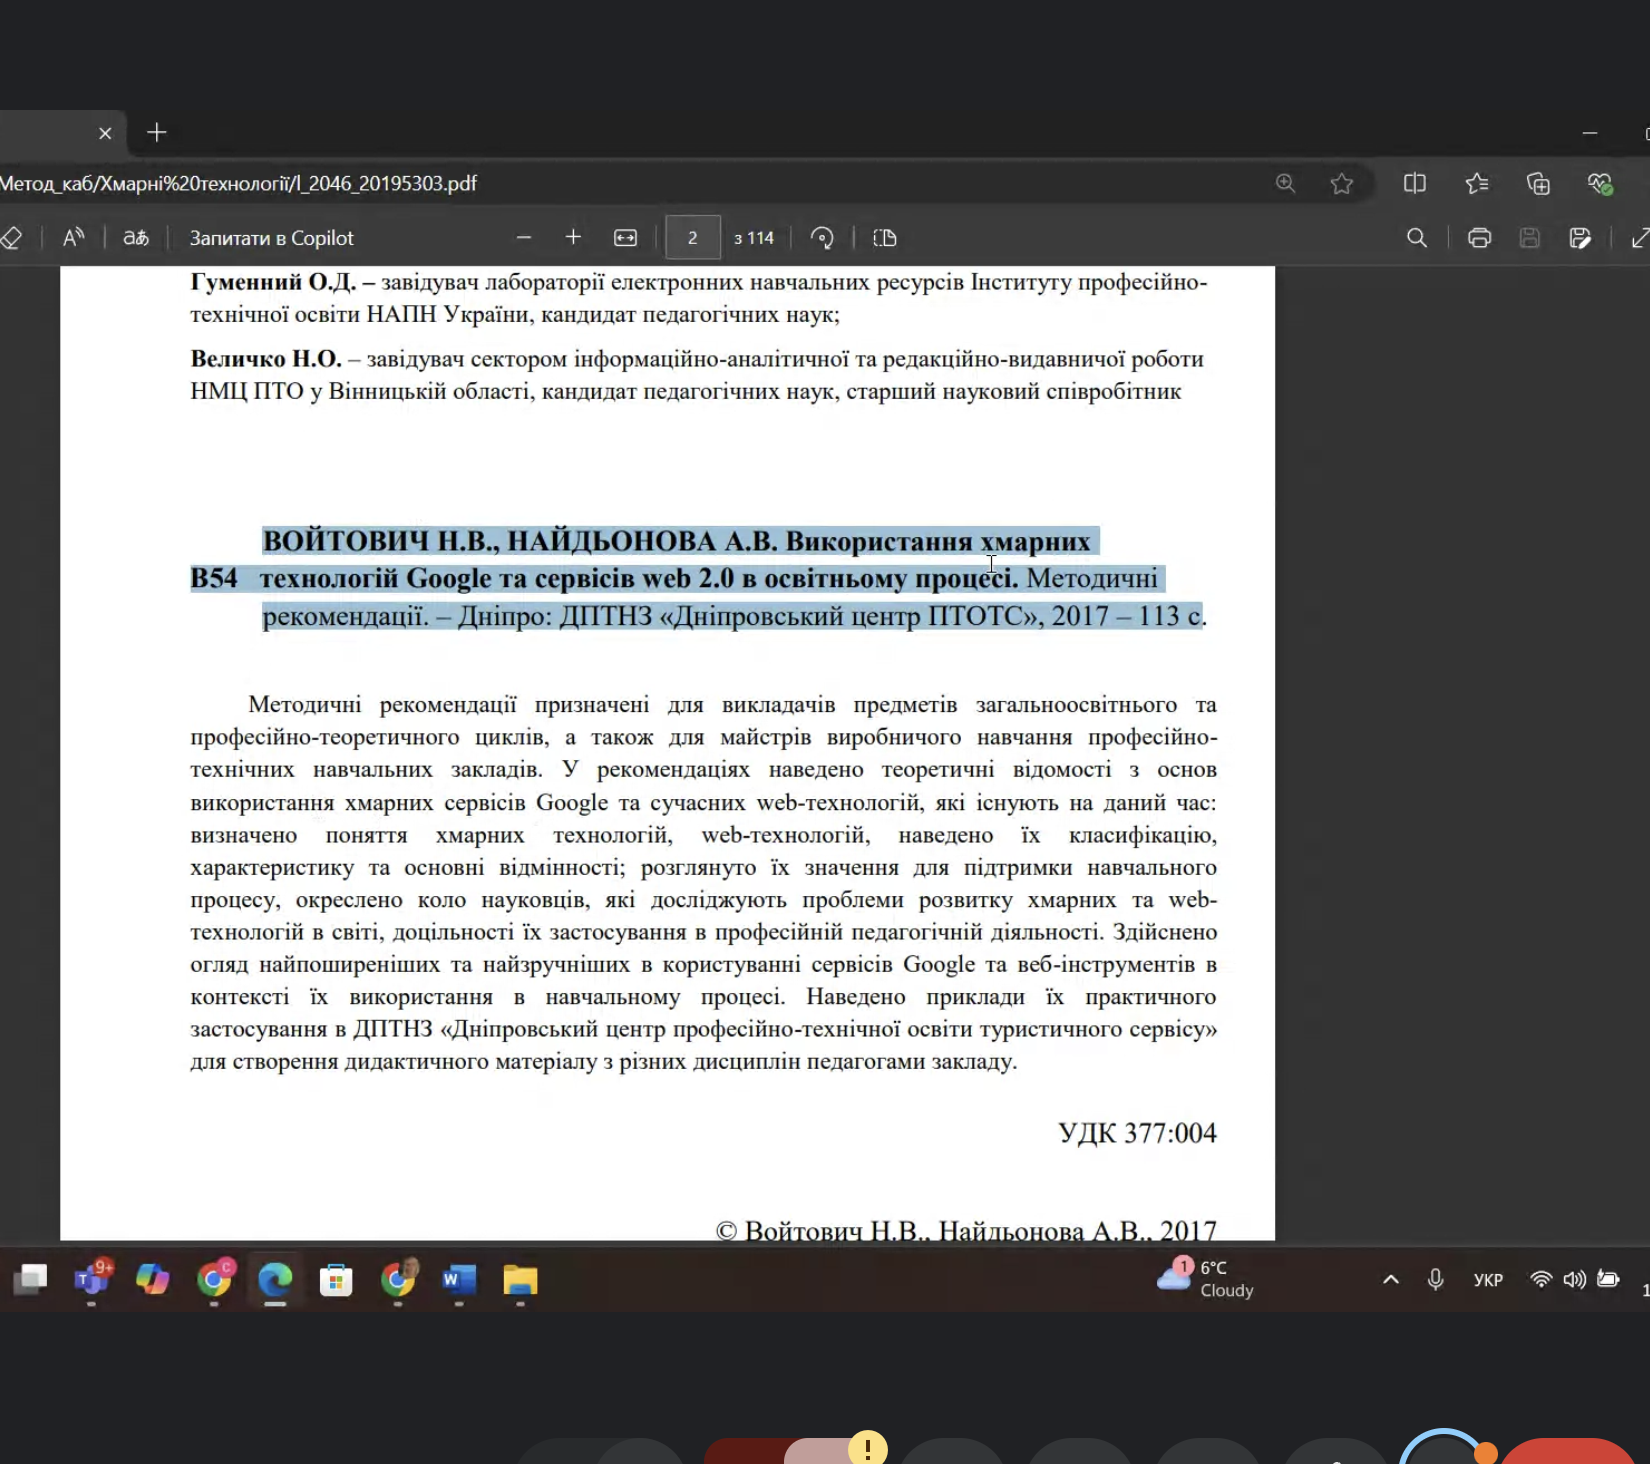 Метод_каб/Хмарні%20технології/l_2046_20195303.pdf
Запитати в Copilot
2
з 114
Гуменний О.Д. – завідувач лабораторії електронних навчальних ресурсів Інституту професійно-
технічної освіти НАПН України, кандидат педагогічних наук;
Величко Н.О. – завідувач сектором інформаційно-аналітичної та редакційно-видавничої роботи
НМЦ ПТО у Вінницькій області, кандидат педагогічних наук, старший науковий співробітник
ВОЙТОВИЧ Н.В., НАЙДЬОНОВА А.В. Використання хмарних
В54 технологій Google та сервісів web 2.0 в освітньому процесі. Методичні
рекомендації. – Дніпро: ДПТНЗ «Дніпровський центр ПТОТС», 2017 – 113 с.
Методичні рекомендації призначені для викладачів предметів загальноосвітнього та
професійно-теоретичного циклів, а також для майстрів виробничого навчання професійно-
технічних навчальних закладів. У рекомендаціях наведено теоретичні відомості з основ
використання хмарних сервісів Google та сучасних web-технологій, які існують на даний час:
визначено поняття хмарних технологій, web-технологій, наведено їх класифікацію,
характеристику та основні відмінності; розглянуто їх значення для підтримки навчального
процесу, окреслено коло науковців, які досліджують проблеми розвитку хмарних та web-
технологій в світі, доцільності їх застосування в професійній педагогічній діяльності. Здійснено
огляд найпоширеніших та найзручніших в користуванні сервісів Google та веб-інструментів в
контексті їх використання в навчальному процесі. Наведено приклади їх практичного
застосування в ДПТНЗ «Дніпровський центр професійно-технічної освіти туристичного сервісу»
для створення дидактичного матеріалу з різних дисциплін педагогами закладу.
УДК 377:004
© Войтович Н.В., Найдьонова А.В., 2017
9+
1
6°C
Cloudy
УКР